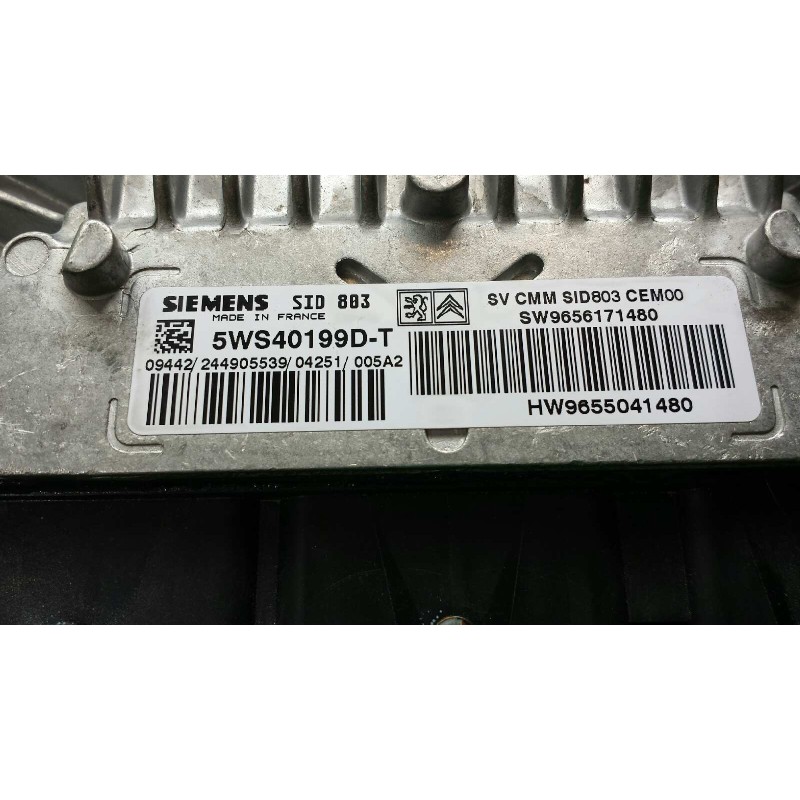 SIEMENS SID 803
MADE IN FRANCE
5WS40199D-T
09442/244905539/04251/005A2
SV CMM SID803 CEM00
SW9656171480
HW9655041480